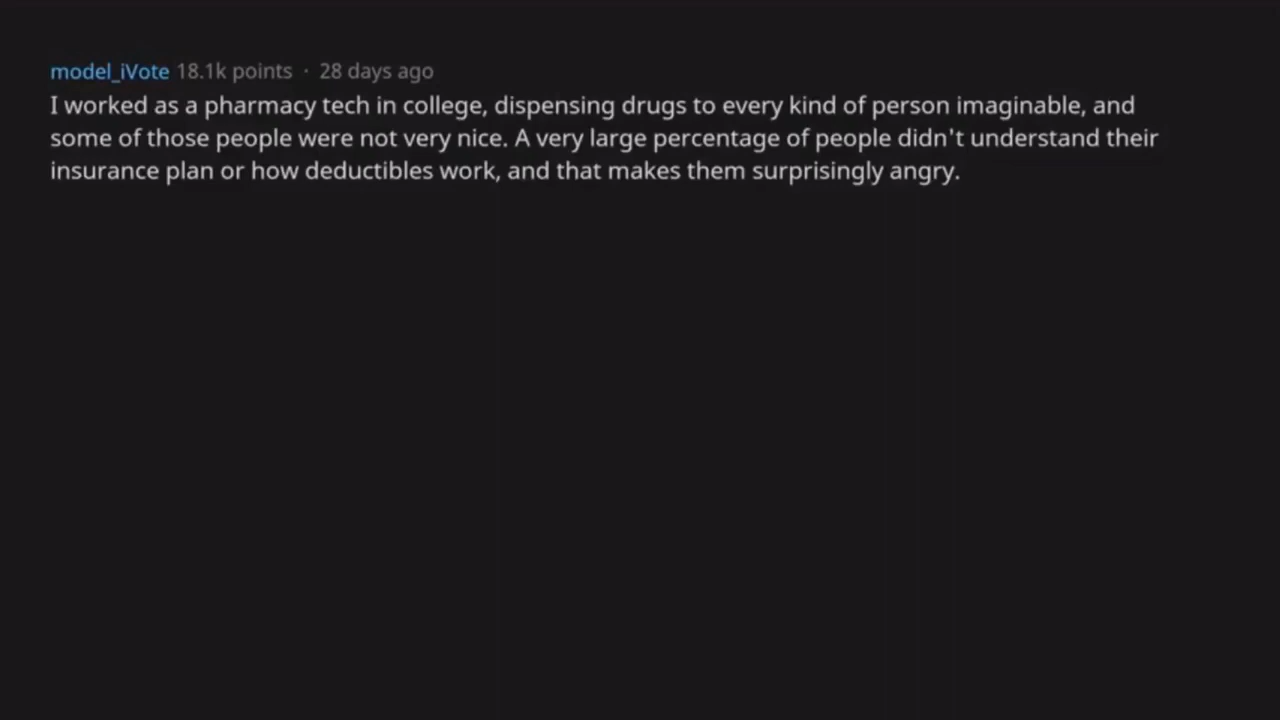 model_iVote 18.1k points · 28 days ago
I worked as a pharmacy tech in college, dispensing drugs to every kind of person imaginable, and
some of those people were not very nice. A very large percentage of people didn't understand their
insurance plan or how deductibles work, and that makes them surprisingly angry.